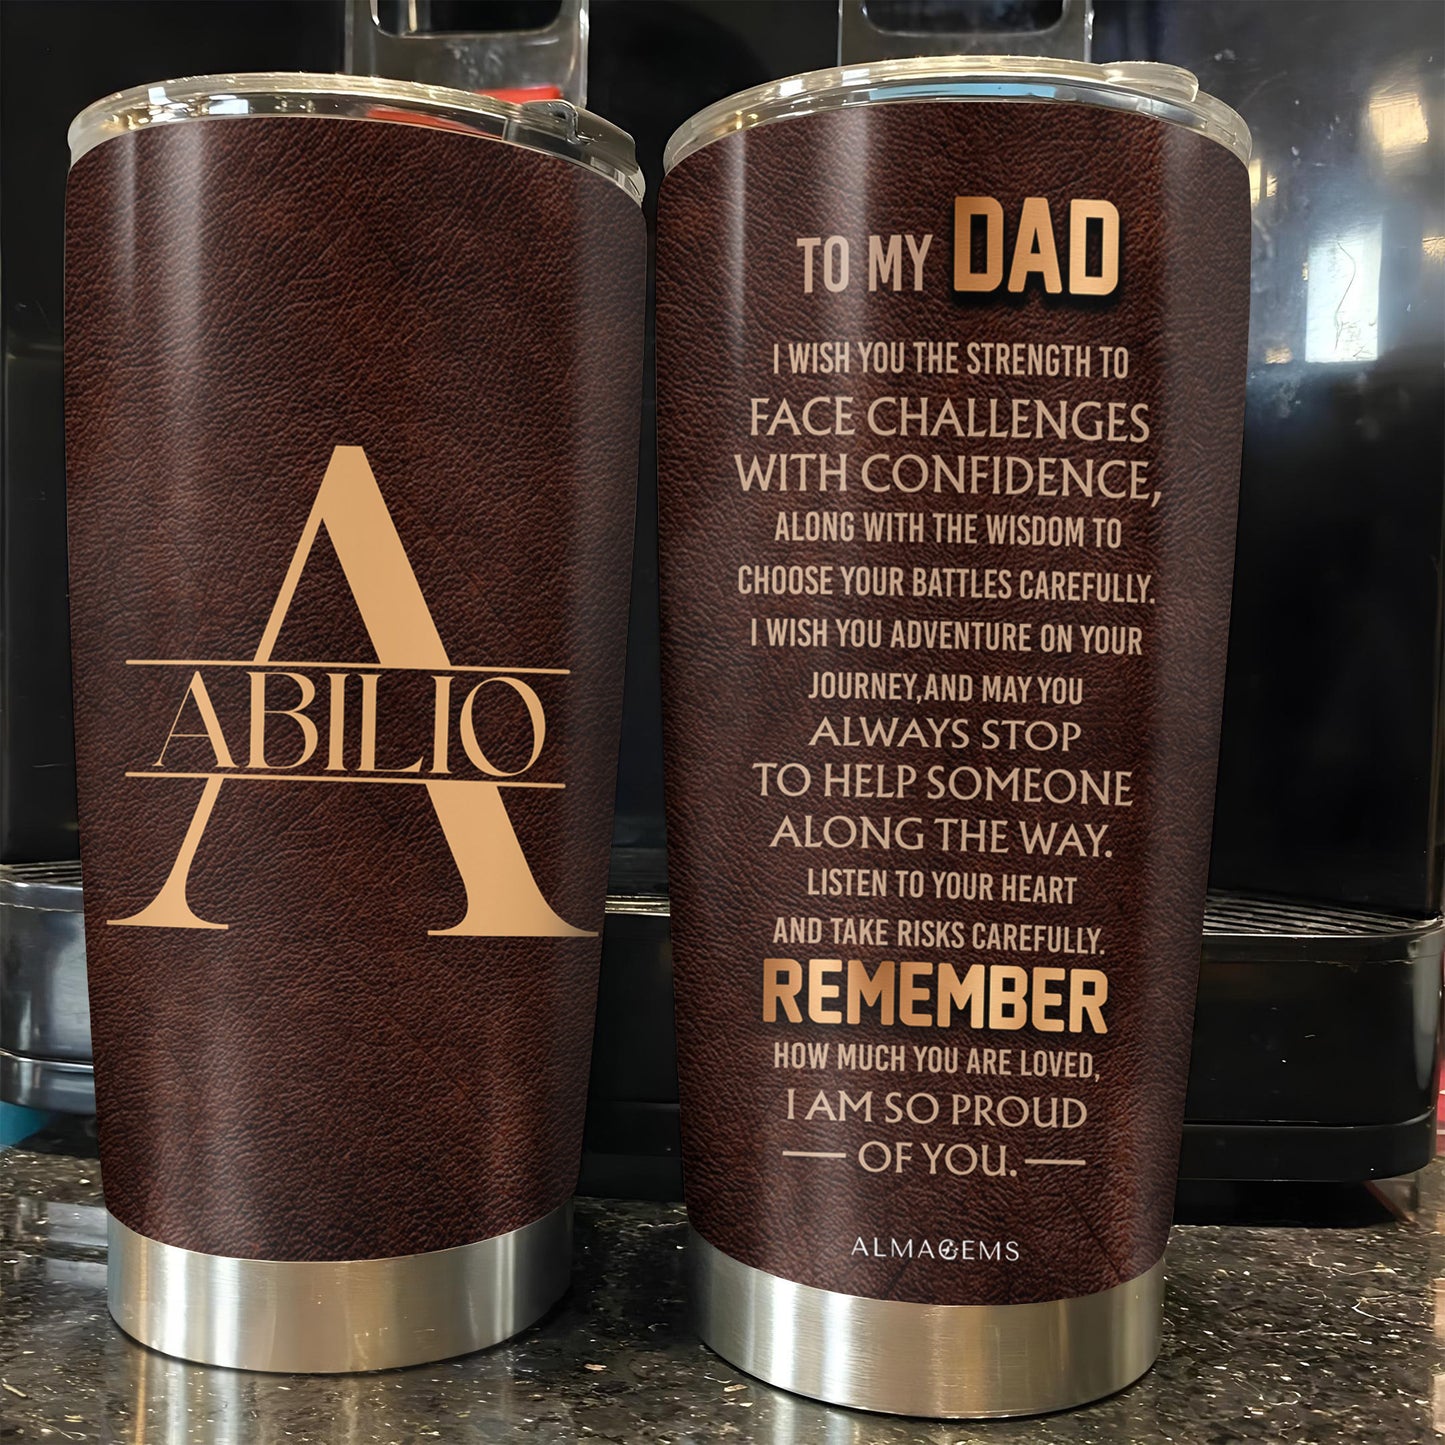 A
ABILIO
TO MY DAD
I WISH YOU THE STRENGTH TO
FACE CHALLENGES
WITH CONFIDENCE,
ALONG WITH THE WISDOM TO
CHOOSE YOUR BATTLES CAREFULLY.
I WISH YOU ADVENTURE ON YOUR
JOURNEY,AND MAY YOU
ALWAYS STOP
TO HELP SOMEONE
ALONG THE WAY.
LISTEN TO YOUR HEART
AND TAKE RISKS CAREFULLY.
REMEMBER
HOW MUCH YOU ARE LOVED,
I AM SO PROUD
OF YOU.
ALMAGEMS